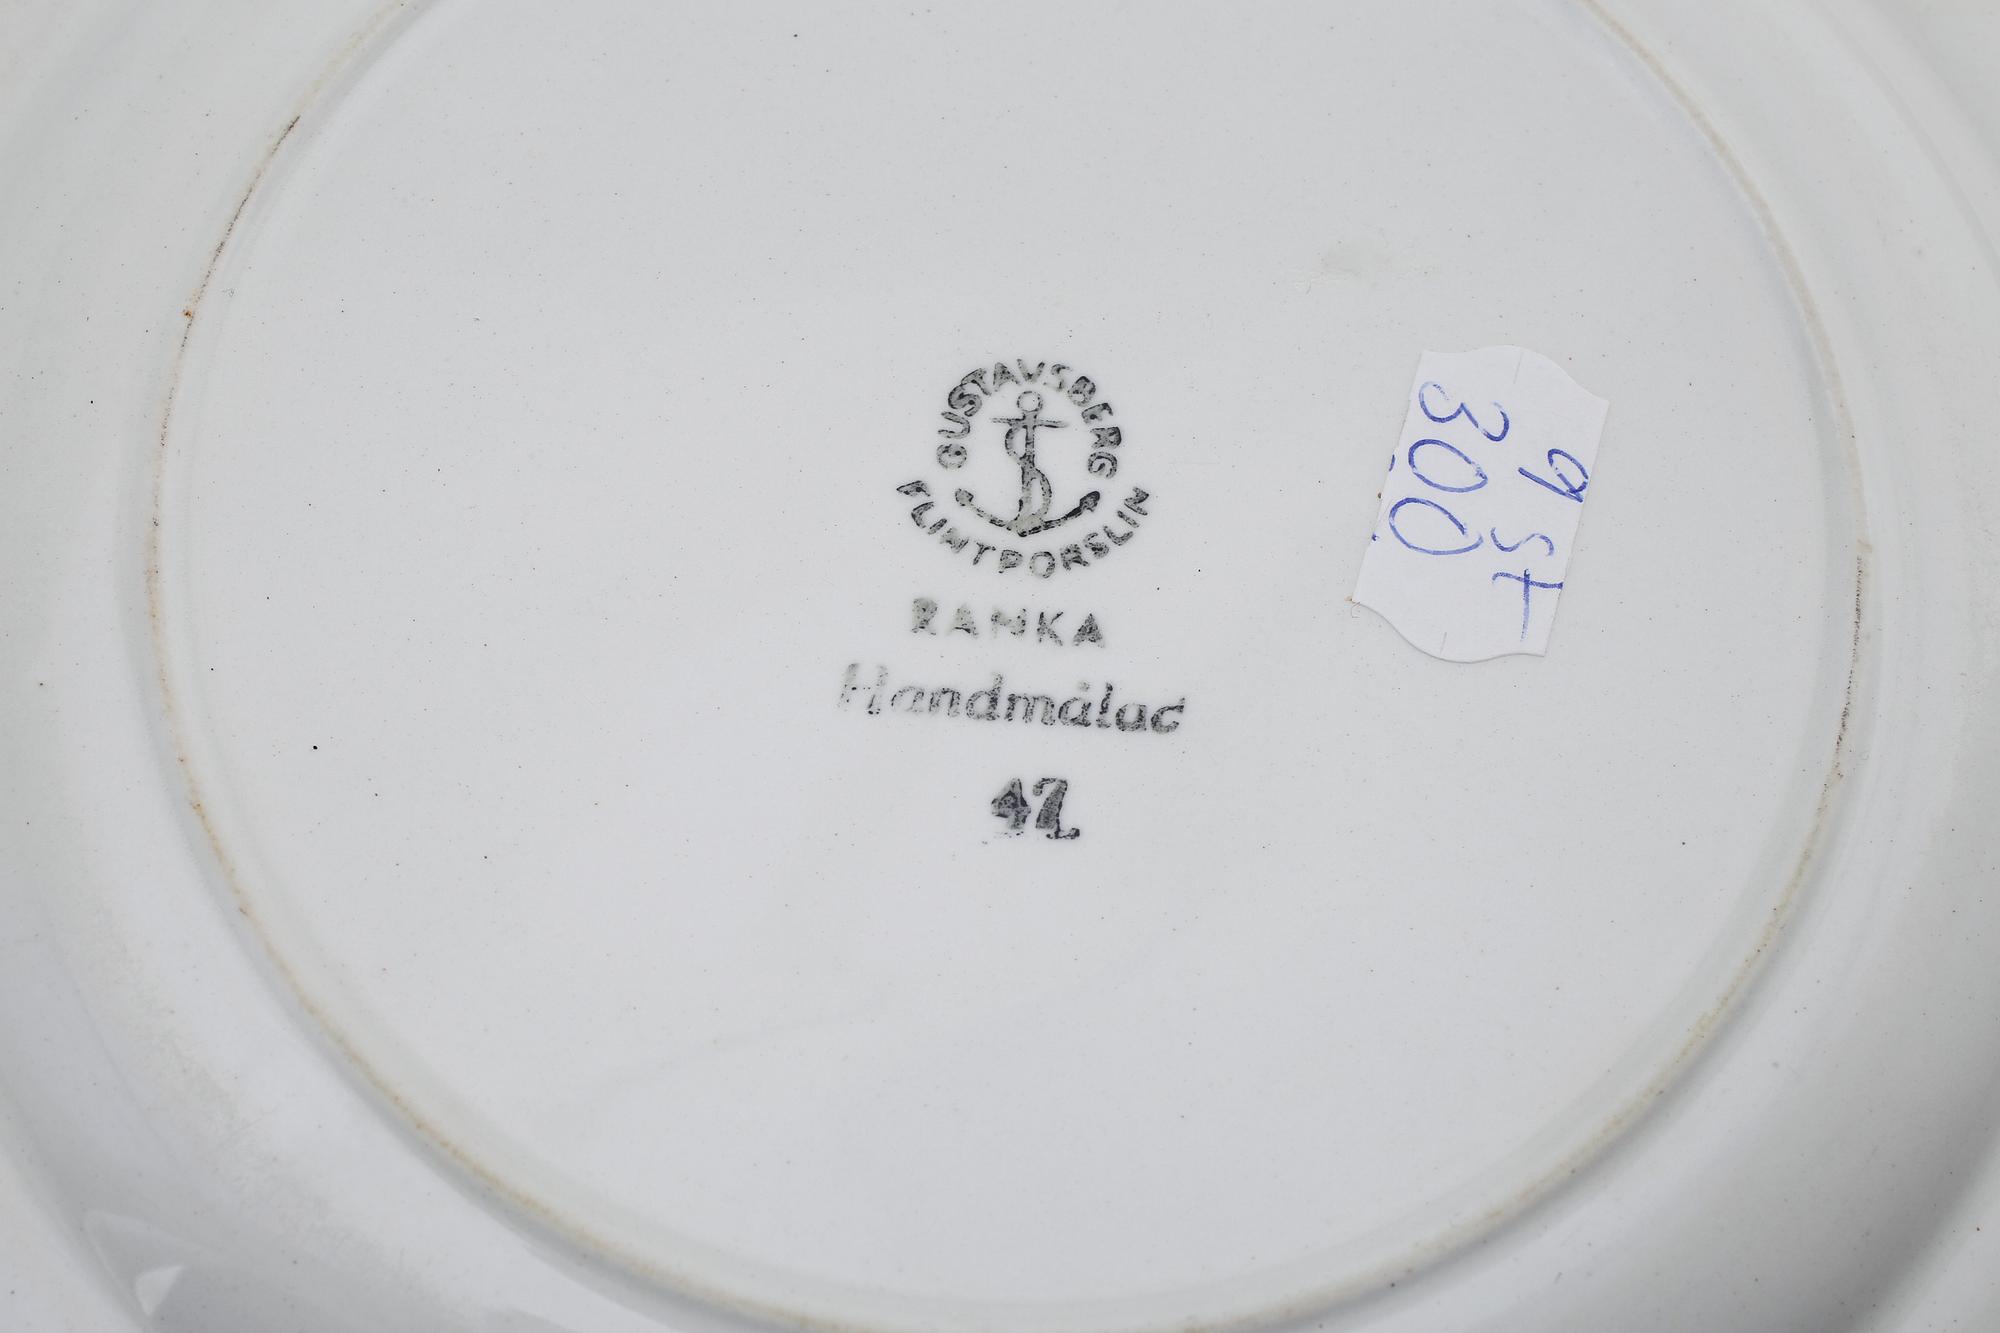 GUSTAVSBERG
FLINTPORSLIN
RANKA
Handmålad
47
9 st
300